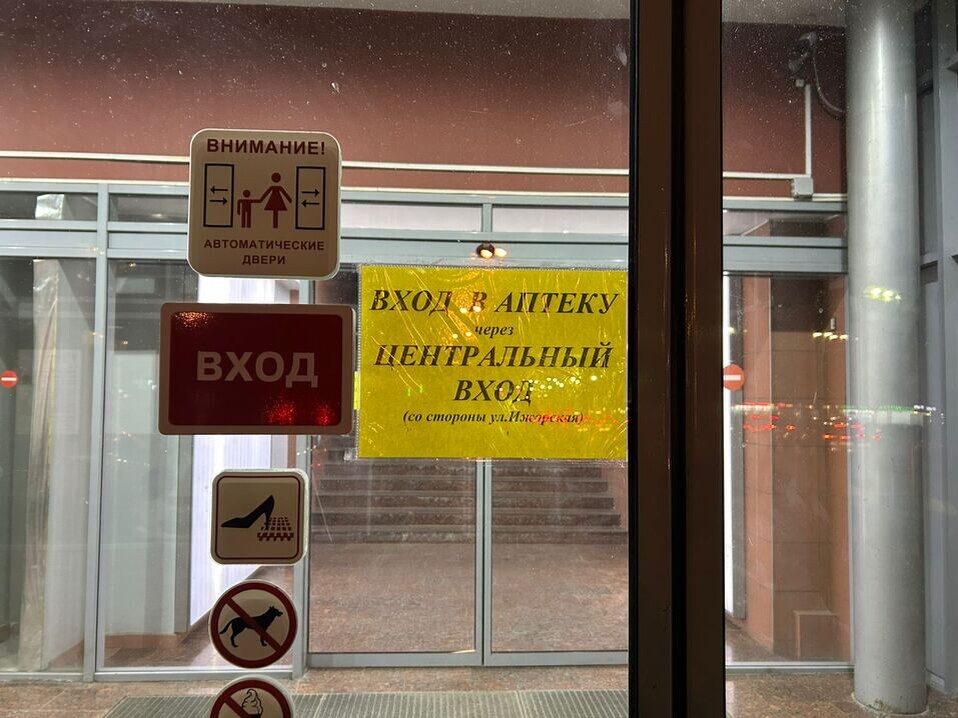 ВНИМАНИЕ!
АВТОМАТИЧЕСКИЕ
ДВЕРИ
ВХОД
ВХОД В АПТЕКУ
через
ЦЕНТРАЛЬНЫЙ
ВХОД
(со стороны ул.Ижорская)